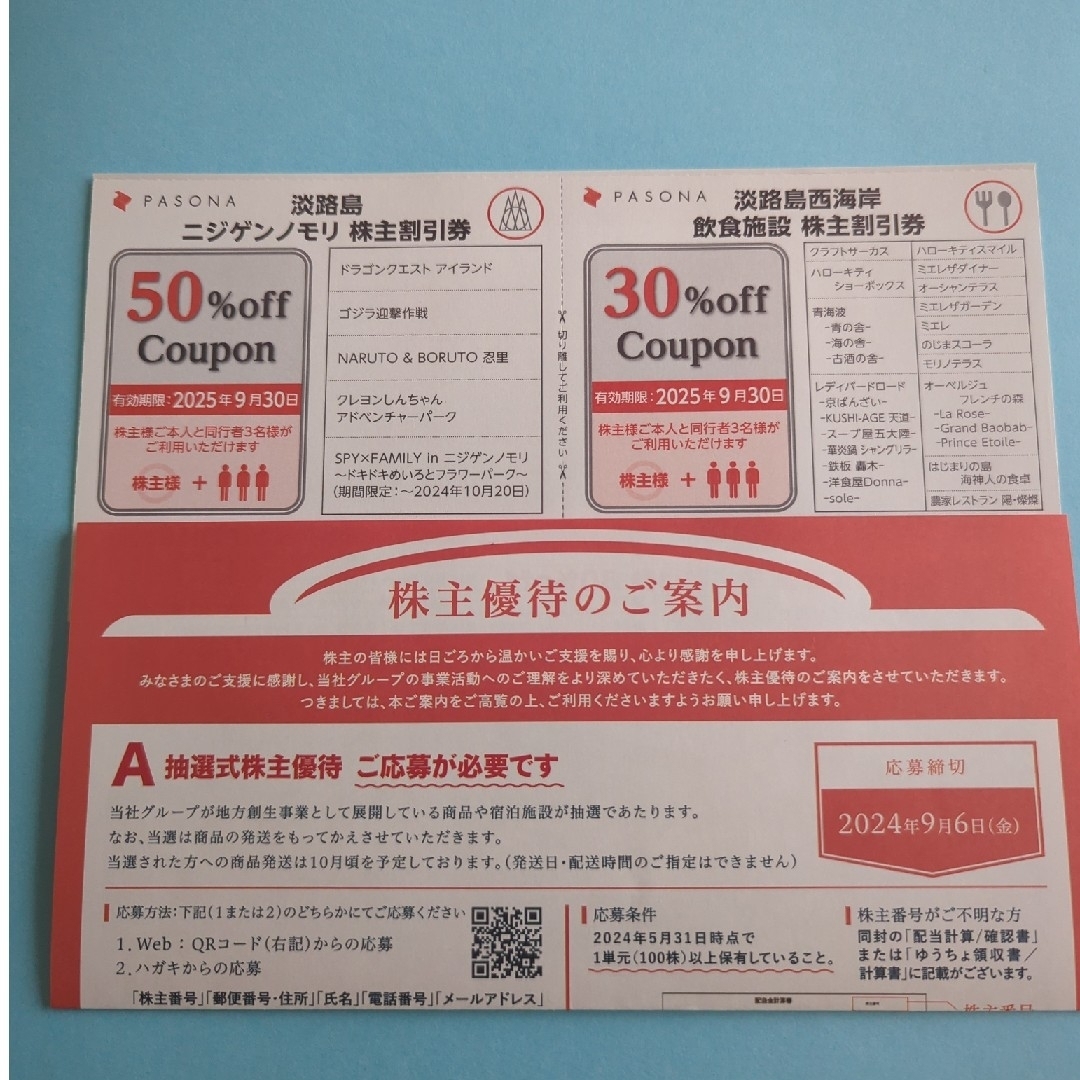 PASONA
淡路島
ニジゲンノモリ 株主割引券
50%off
Coupon
有効期限:2025年9月30日
株主様ご本人と同行者3名様が
ご利用いただけます
株主様 +
ドラゴンクエスト アイランド
ゴジラ迎撃作戦
NARUTO & BORUTO 忍里
クレヨンしんちゃん
アドベンチャーパーク
SPY×FAMILY in ニジゲンノモリ
~ドキドキめいろとフラワーパーク~
(期間限定:~2024年10月20日)
切り離してご利用ください
PASONA
淡路島西海岸
飲食施設 株主割引券
30%off
Coupon
有効期限:2025年9月30日
株主様ご本人と同行者3名様が
ご利用いただけます
株主様 +
クラフトサーカス
ハローキティ
ショーボックス
青海波
-青の舎-
-海の舎-
-古酒の舎-
レディバードロード
-京ばんざい-
-KUSHI-AGE 天道-
-スープ屋五大陸-
-華炎鍋 シャングリラ-
-鉄板 轟木-
-洋食屋Donna-
-sole-
ハローキティスマイル
ミエレザダイナー
オーシャンテラス
ミエレザガーデン
ミエレ
のじまスコーラ
モリノテラス
オーベルジュ
フレンチの森
-La Rose-
-Grand Baobab-
-Prince Etoile-
はじまりの島
海神人の食卓
農家レストラン 陽・燦燦
株主優待のご案内
株主の皆様には日ごろから温かいご支援を賜り、心より感謝を申し上げます。
みなさまのご支援に感謝し、当社グループの事業活動へのご理解をより深めていただきたく、株主優待のご案内をさせていただきます。
つきましては、本ご案内をご高覧の上、ご利用くださいますようお願い申し上げます。
A 抽選式株主優待 ご応募が必要です
当社グループが地方創生事業として展開している商品や宿泊施設が抽選であたります。
なお、当選は商品の発送をもってかえさせていただきます。
当選された方への商品発送は10月頃を予定しております。(発送日・配送時間のご指定はできません)
応募締切
2024年9月6日(金)
応募方法:下記(1または2)のどちらかにてご応募ください
1. Web : QRコード(右記)からの応募
2. ハガキからの応募
「株主番号」「郵便番号・住所」「氏名」「電話番号」「メールアドレス」
応募条件
2024年5月31日時点で
1単元(100株)以上保有していること。
株主番号がご不明な方
同封の「配当計算/確認書」
または「ゆうちょ領収書/
計算書」に記載がございます。
配当金計算書
株主番号